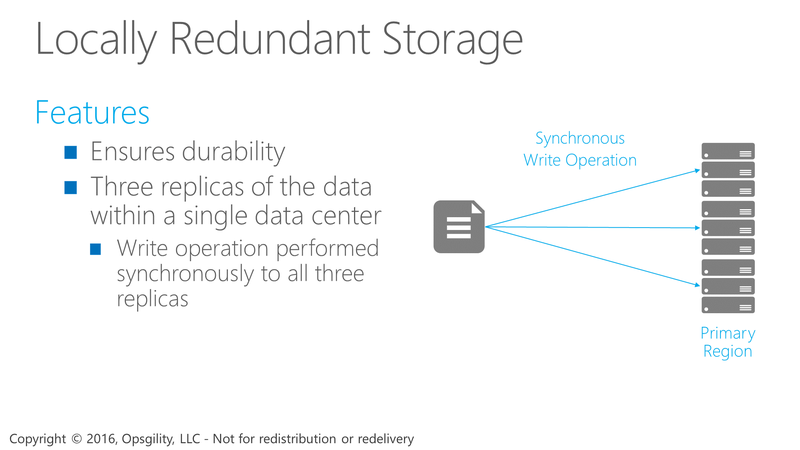 Locally Redundant Storage
Features
Ensures durability
Three replicas of the data
within a single data center
Write operation performed
synchronously to all three
replicas
Synchronous
Write Operation
Primary
Region
Copyright © 2016, Opsgility, LLC - Not for redistribution or redelivery